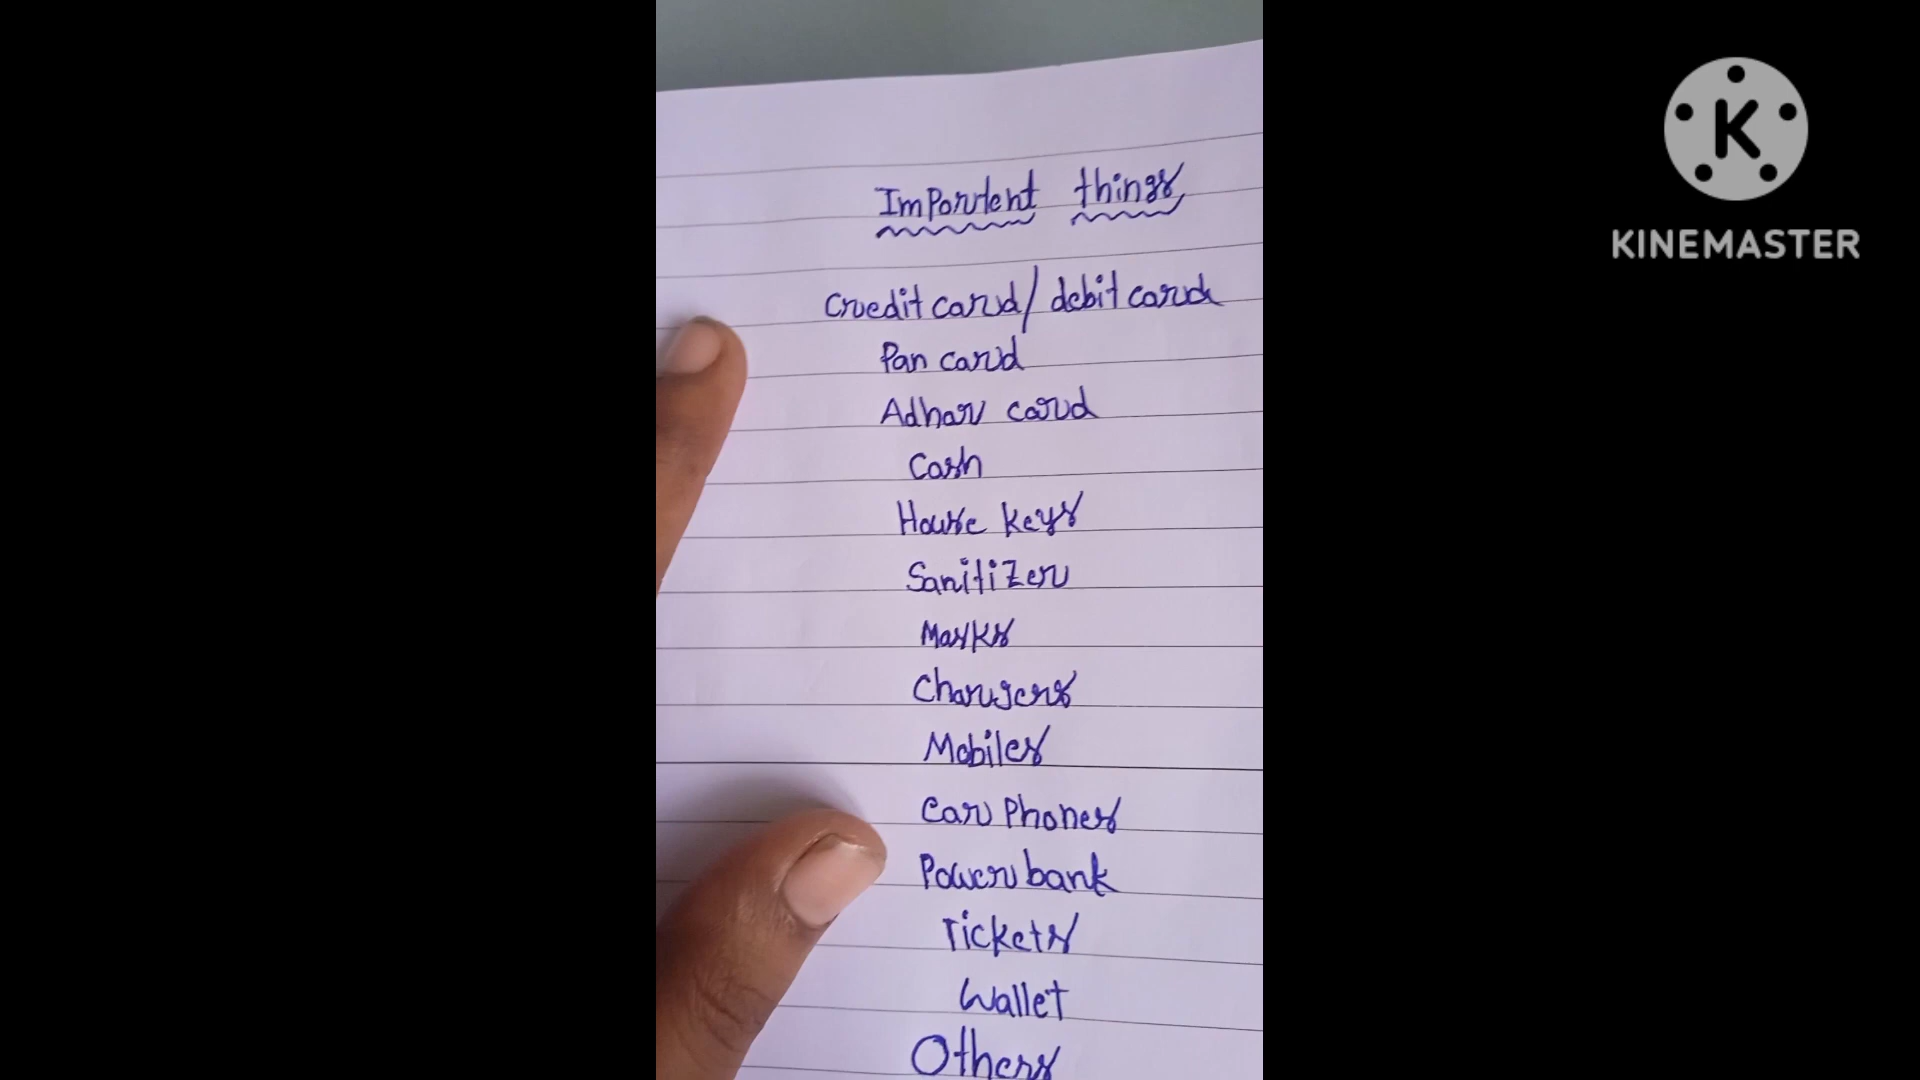 Important things
Credit card/ debit card
Pan card
Adhar card
Cash
House keys
Sanitizer
Masks
Chargers
Mobiles
Ear Phones
Power bank
Tickets
Wallet
Others
KINEMASTER